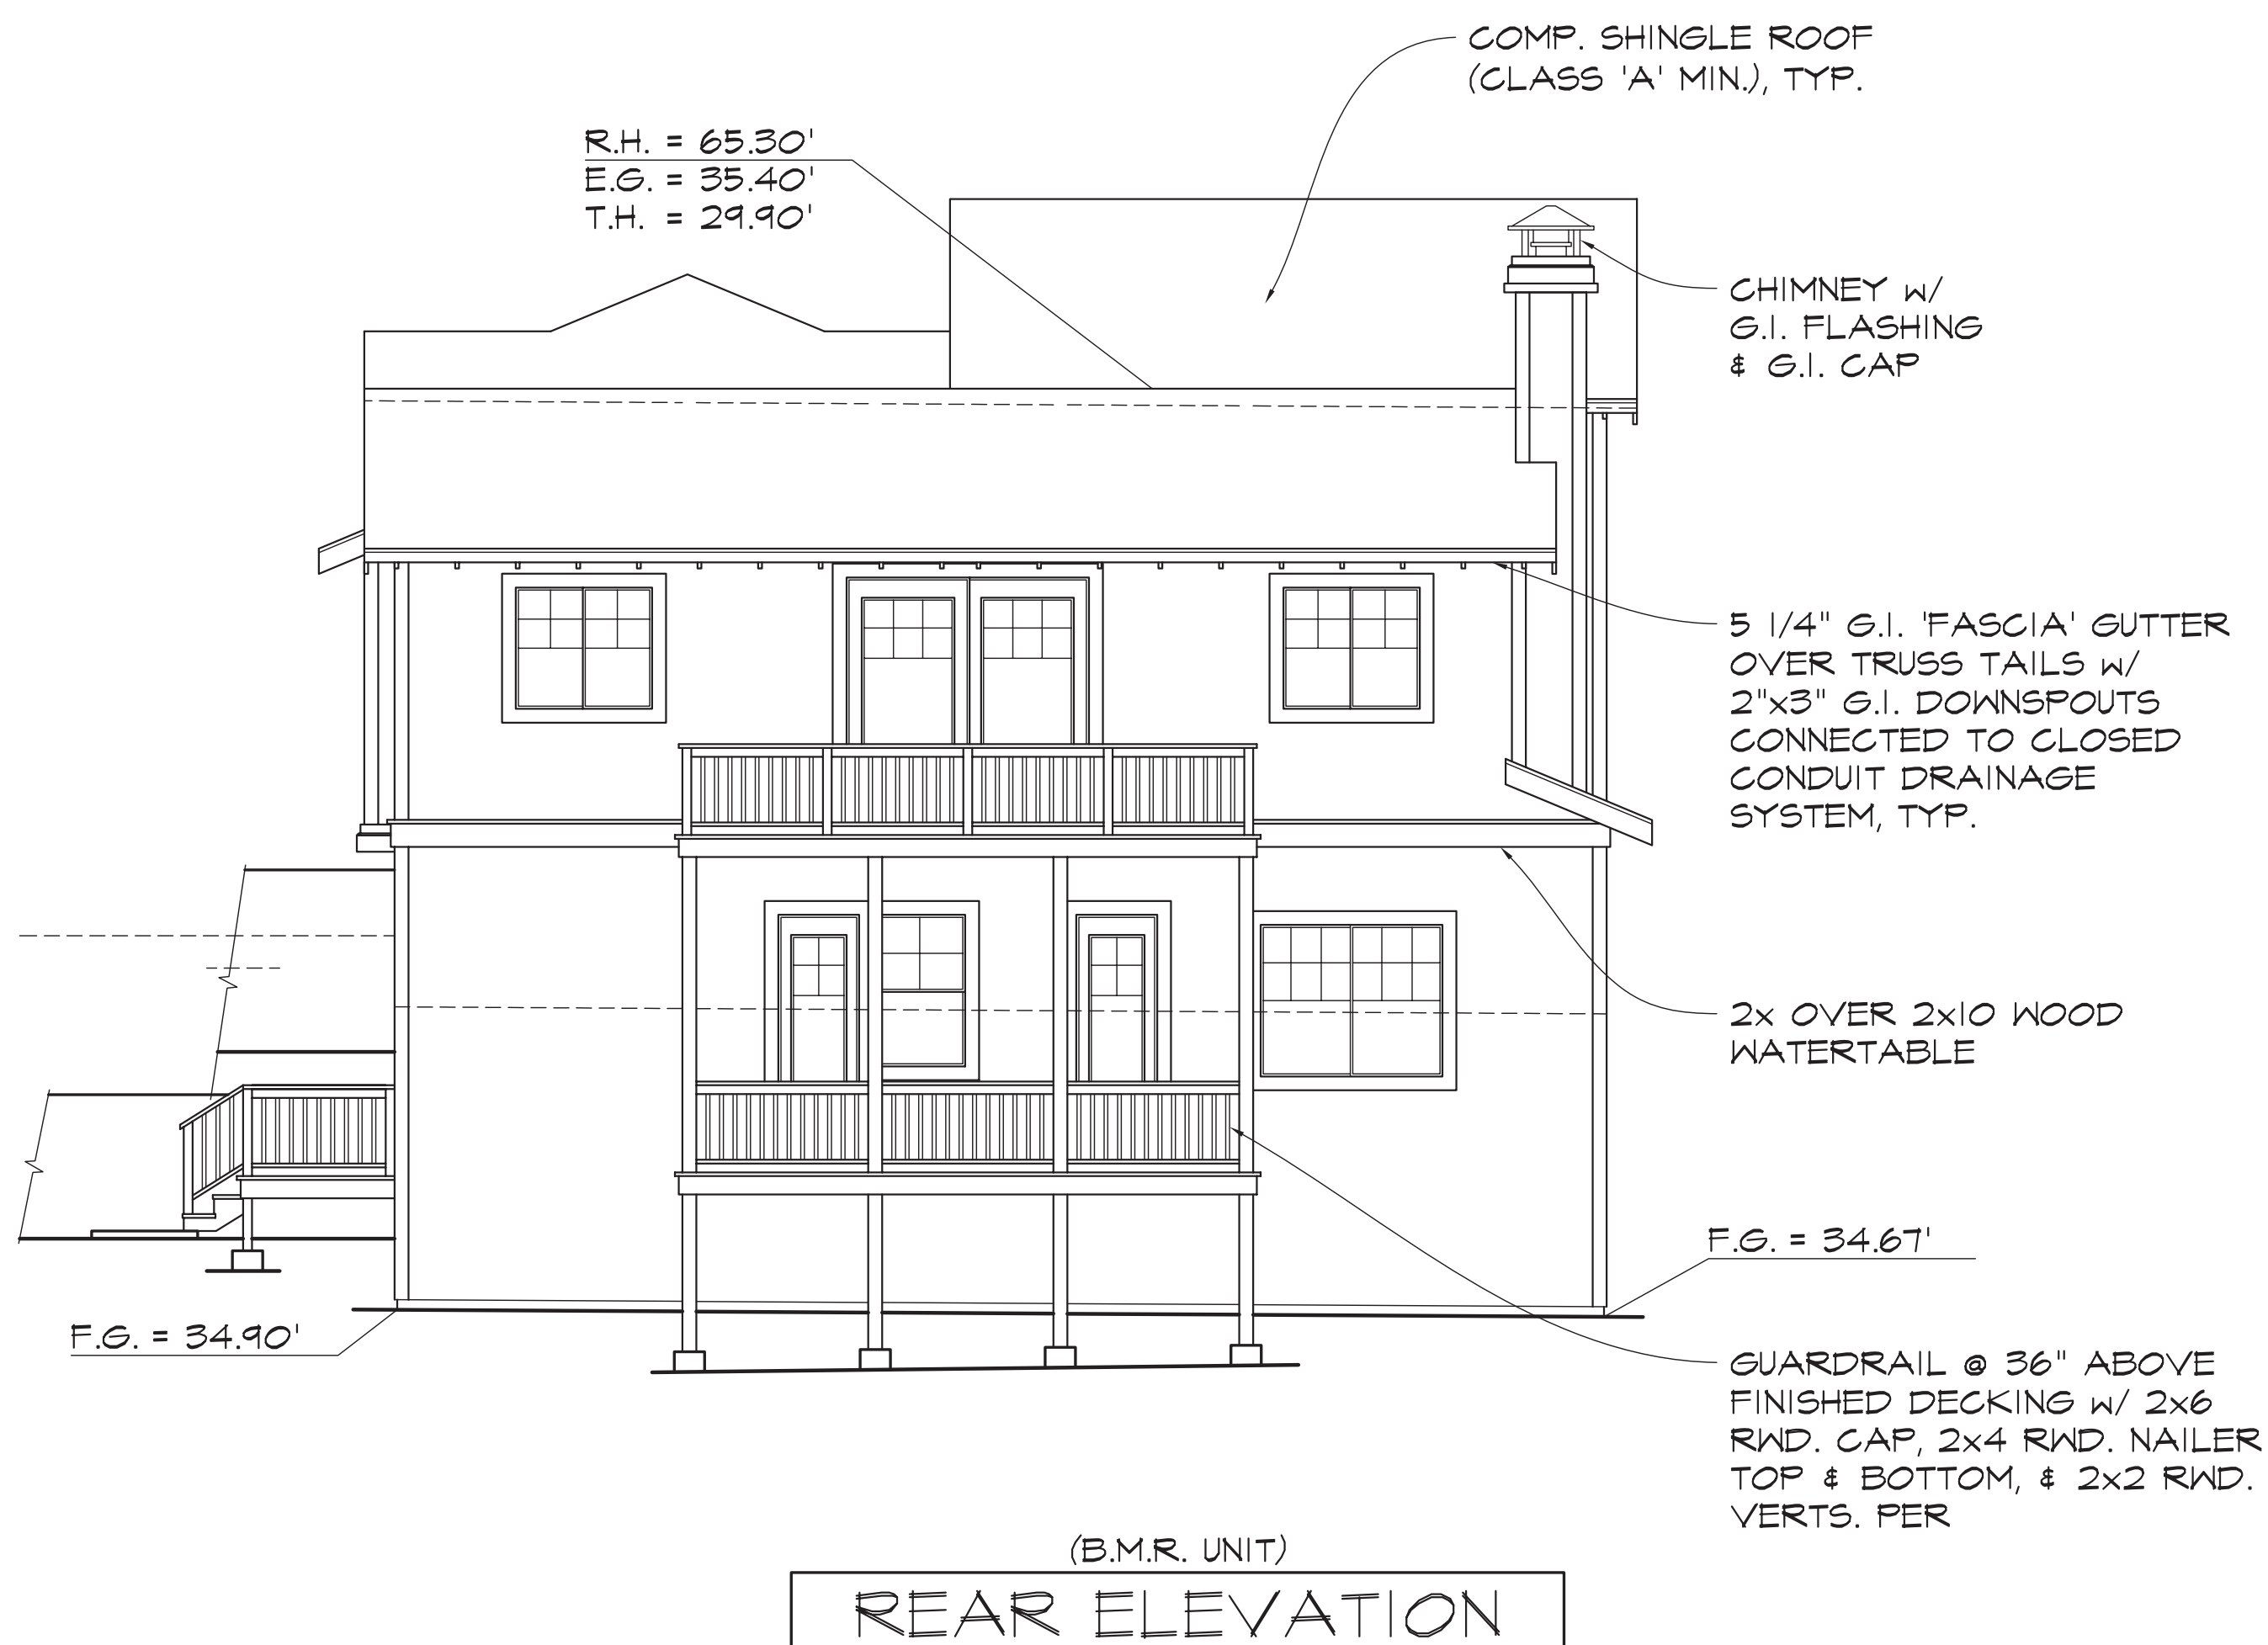 COMP. SHINGLE ROOF
(CLASS 'A' MIN.), TYP.
R.H. = 65.30'
E.G. = 35.40'
T.H. = 29.90'
CHIMNEY w/
G.I. FLASHING
& G.I. CAP
5 1/4" G.I. 'FASCIA' GUTTER
OVER TRUSS TAILS w/
2"x3" G.I. DOWNSPOUTS
CONNECTED TO CLOSED
CONDUIT DRAINAGE
SYSTEM, TYP.
2x OVER 2x10 WOOD
WATERTABLE
F.G. = 34.67'
F.G. = 34.90'
GUARDRAIL @ 36" ABOVE
FINISHED DECKING w/ 2x6
RWD. CAP, 2x4 RWD. NAILER
TOP & BOTTOM, & 2x2 RWD.
VERTS. PER
(B.M.R. UNIT)
REAR ELEVATION